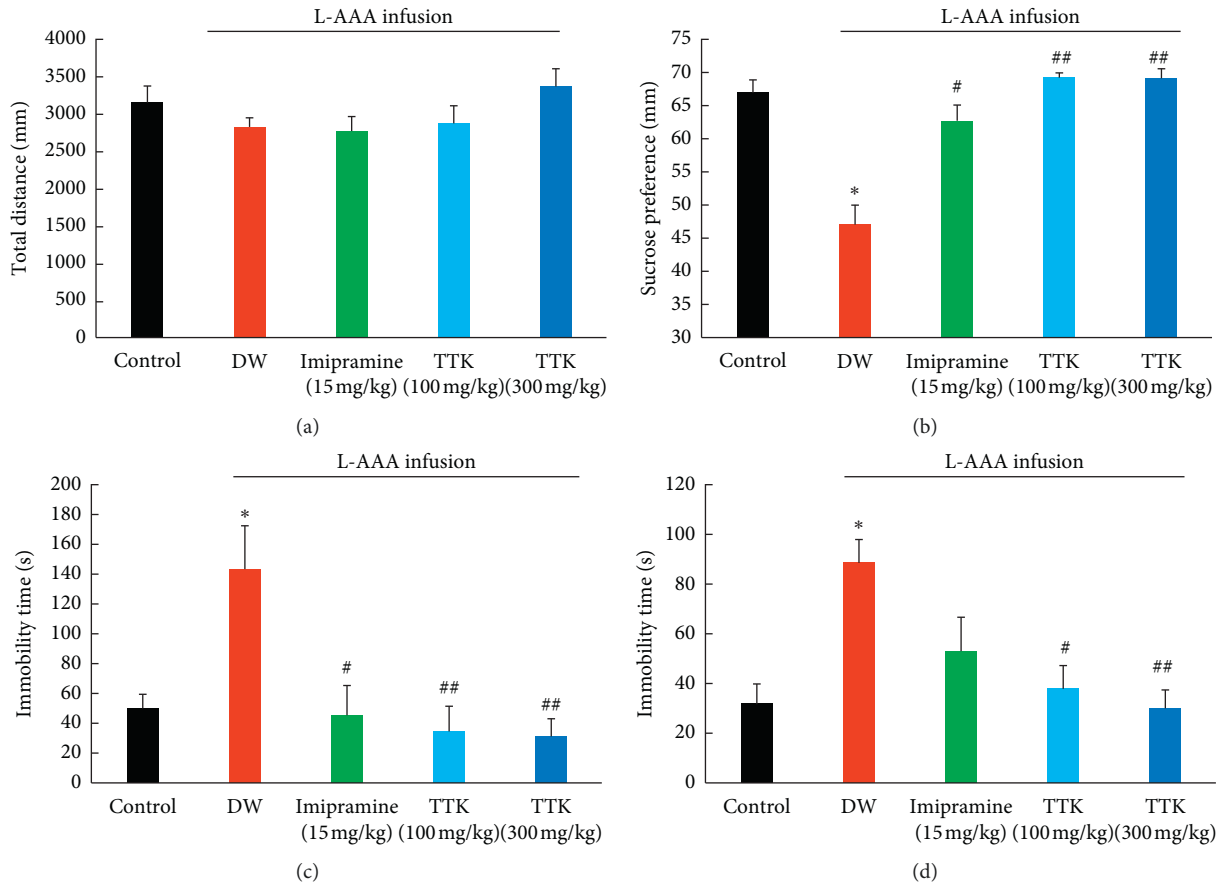 L-AAA infusion
Total distance (mm)
4000
3500
3000
2500
2000
1500
1000
500
0
Control
DW
Imipramine
(15 mg/kg)
TTK
(100 mg/kg)
TTK
(300 mg/kg)
(a)
L-AAA infusion
Sucrose preference (mm)
75
70
65
60
55
50
45
40
35
30
*
#
##
##
Control
DW
Imipramine
(15 mg/kg)
TTK
(100 mg/kg)
TTK
(300 mg/kg)
(b)
L-AAA infusion
Immobility time (s)
200
180
160
140
120
100
80
60
40
20
0
*
#
##
##
Control
DW
Imipramine
(15 mg/kg)
TTK
(100 mg/kg)
TTK
(300 mg/kg)
(c)
L-AAA infusion
Immobility time (s)
120
100
80
60
40
20
0
*
#
##
Control
DW
Imipramine
(15 mg/kg)
TTK
(100 mg/kg)
TTK
(300 mg/kg)
(d)